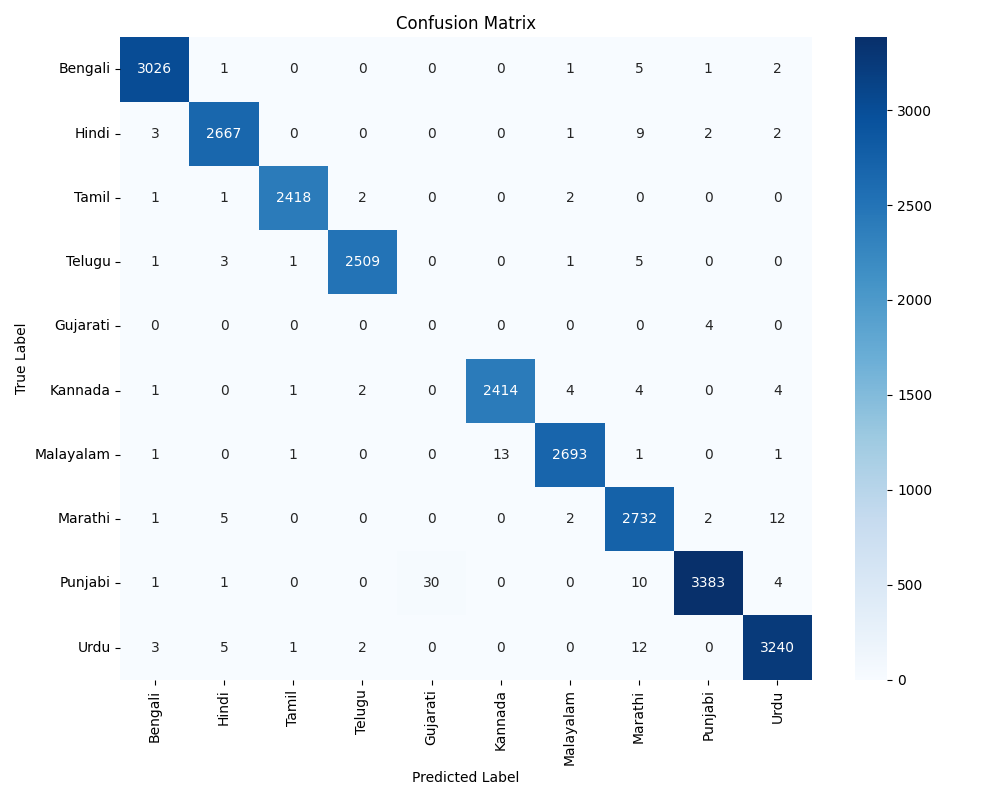 Confusion Matrix
Bengali 3026 1 0 0 0 0 1 5 1 2
Hindi 3 2667 0 0 0 0 1 9 2 2
Tamil 1 1 2418 2 0 0 2 0 0 0
Telugu 1 3 1 2509 0 0 1 5 0 0
Gujarati 0 0 0 0 0 0 0 0 4 0
Kannada 1 0 1 2 0 2414 4 4 0 4
Malayalam 1 0 1 0 0 13 2693 1 0 1
Marathi 1 5 0 0 0 0 2 2732 2 12
Punjabi 1 1 0 0 30 0 0 10 3383 4
Urdu 3 5 1 2 0 0 0 12 0 3240
True Label
Bengali Hindi Tamil Telugu Gujarati Kannada Malayalam Marathi Punjabi Urdu
Predicted Label
3000
2500
2000
1500
1000
500
0